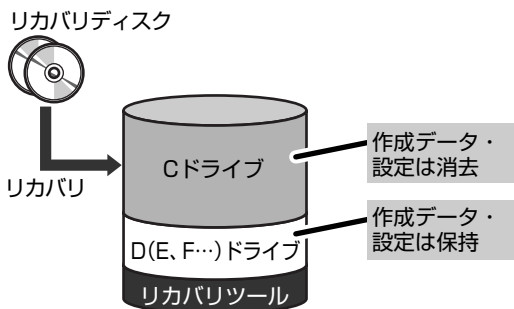 リカバリディスク
リカバリ
Cドライブ
作成データ・
設定は消去
D(E、F…)ドライブ
作成データ・
設定は保持
リカバリツール